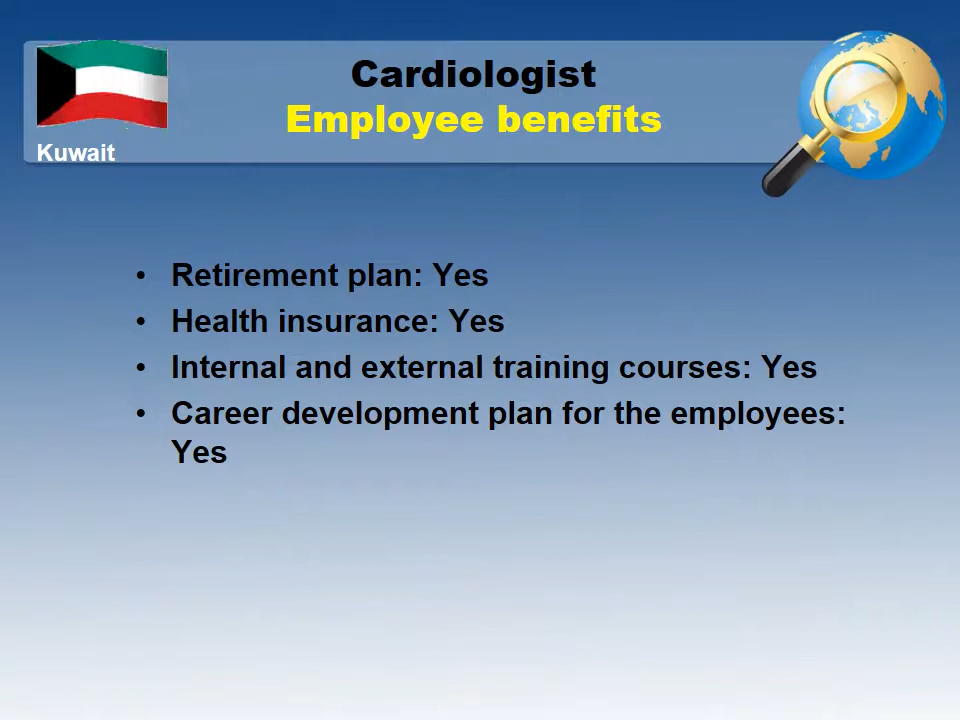 Cardiologist
Employee benefits
Kuwait
• Retirement plan: Yes
• Health insurance: Yes
• Internal and external training courses: Yes
• Career development plan for the employees:
Yes